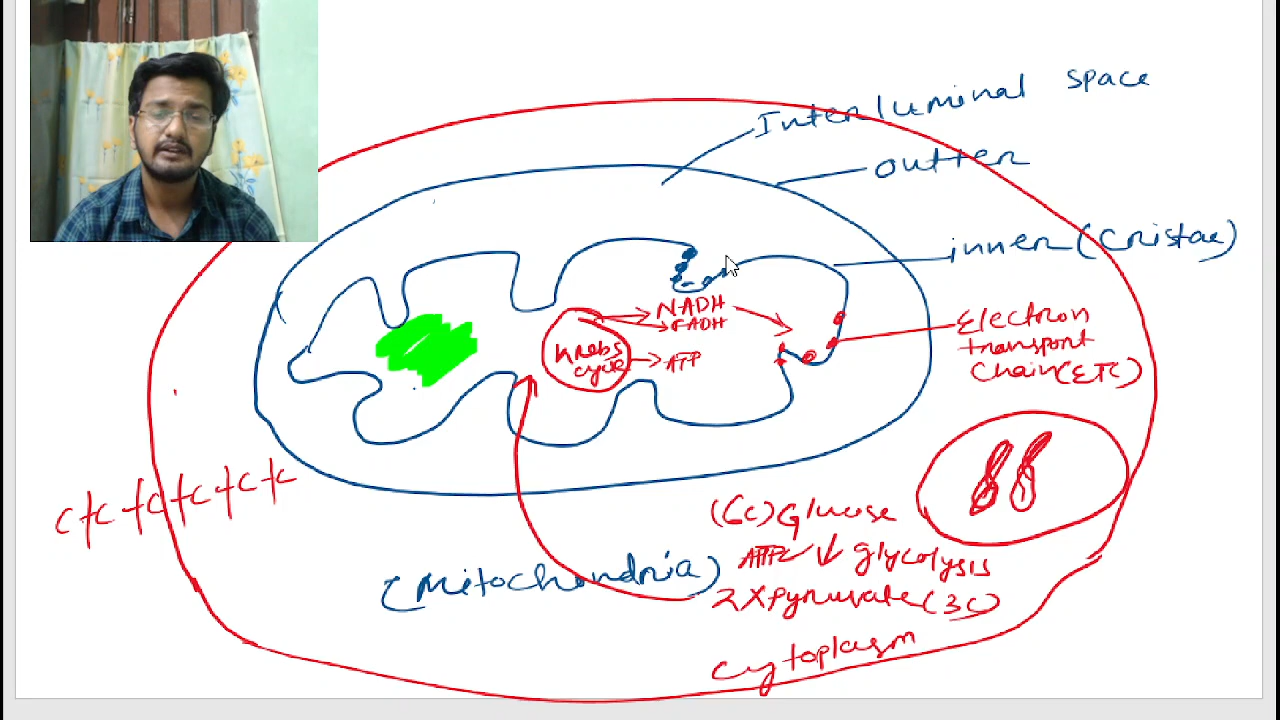 Interluminal space
outter
inner (cristae)
NADH
FADH
Krebs
cycle
ATP
Electron
transport
chain (ETC)
C+C+C+C+C+C
(6C) Glucose
glycolysis
2 X Pyruvate (3C)
(Mitochondria)
cytoplasm